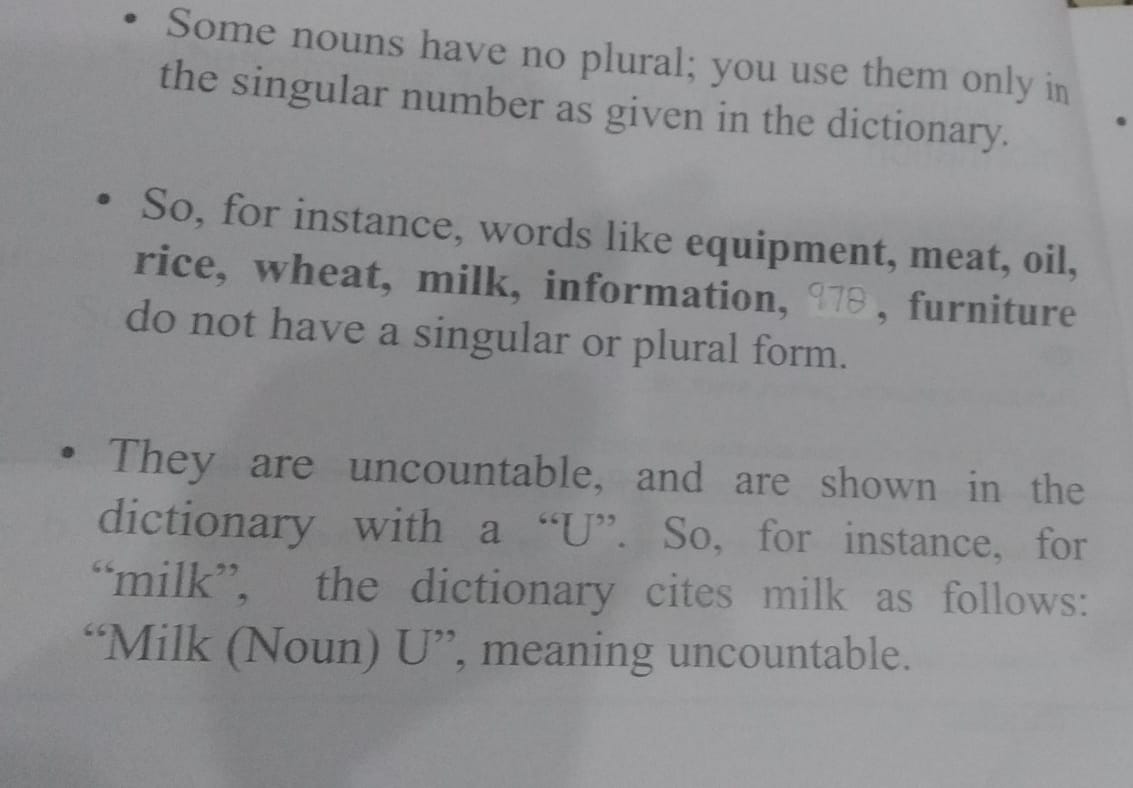 • Some nouns have no plural; you use them only in
the singular number as given in the dictionary.
• So, for instance, words like equipment, meat, oil,
rice, wheat, milk, information, 978, furniture
do not have a singular or plural form.
• They are uncountable, and are shown in the
dictionary with a “U”. So, for instance, for
“milk”, the dictionary cites milk as follows:
“Milk (Noun) U”, meaning uncountable.